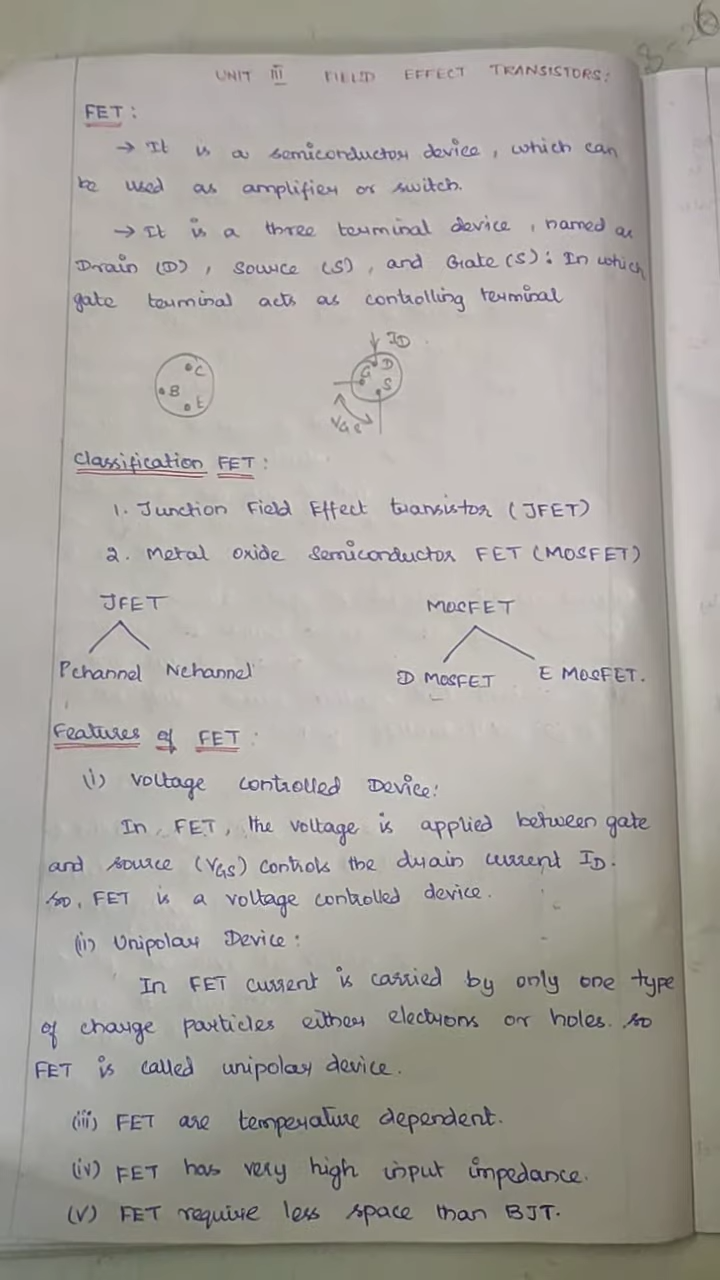 8-26
UNIT III FIELD EFFECT TRANSISTORS:
FET:
→ It is a semiconductor device, which can
be used as amplifier or switch.
→ It is a three terminal device, named as
Drain (D), source (S), and Gate (S): In which
gate terminal acts as controlling terminal
C
B
E
ID
D
G
S
VGS
Classification FET:
1. Junction Field Effect transistor (JFET)
2. Metal oxide semiconductor FET (MOSFET)
JFET MOSFET
Pchannel Nchannel D MOSFET E MOSFET.
Features of FET:
(i) Voltage controlled Device:
In, FET, the voltage is applied between gate
and source (VGS) controls the drain current ID.
so, FET is a voltage controlled device.
(ii) Unipolar Device:
In FET current is carried by only one type
of charge particles either electrons or holes. so
FET is called unipolar device.
(iii) FET are temperature dependent.
(iv) FET has very high input impedance.
(v) FET require less space than BJT.